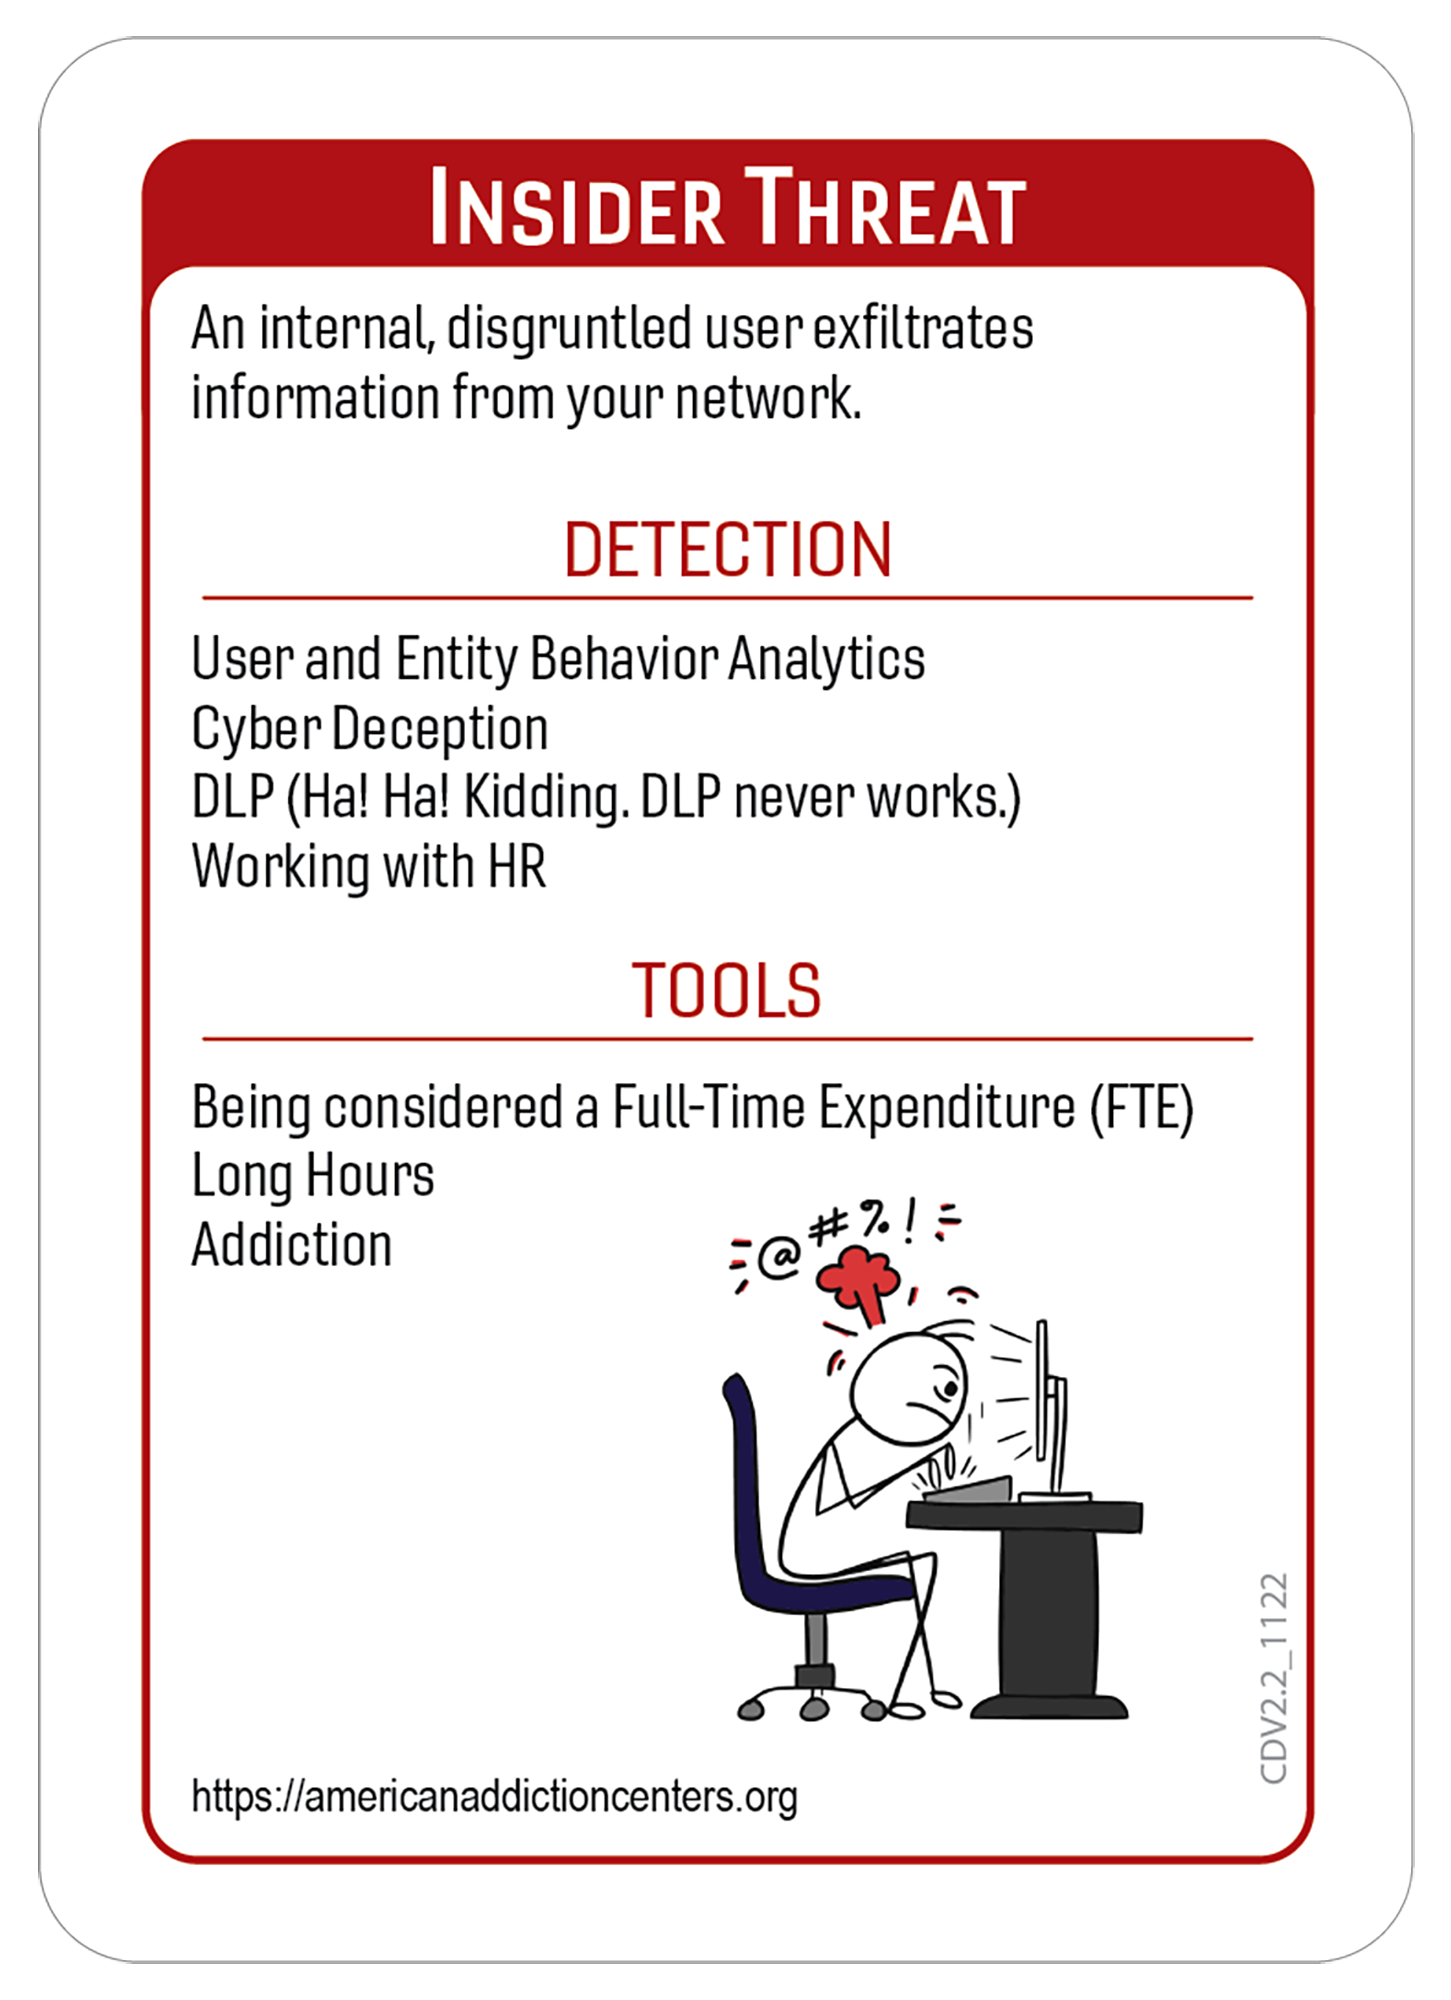 INSIDER THREAT
An internal, disgruntled user exfiltrates
information from your network.
DETECTION
User and Entity Behavior Analytics
Cyber Deception
DLP (Ha! Ha! Kidding. DLP never works.)
Working with HR
TOOLS
Being considered a Full-Time Expenditure (FTE)
Long Hours
Addiction
@#%!
CDV2.2_1122
https://americanaddictioncenters.org